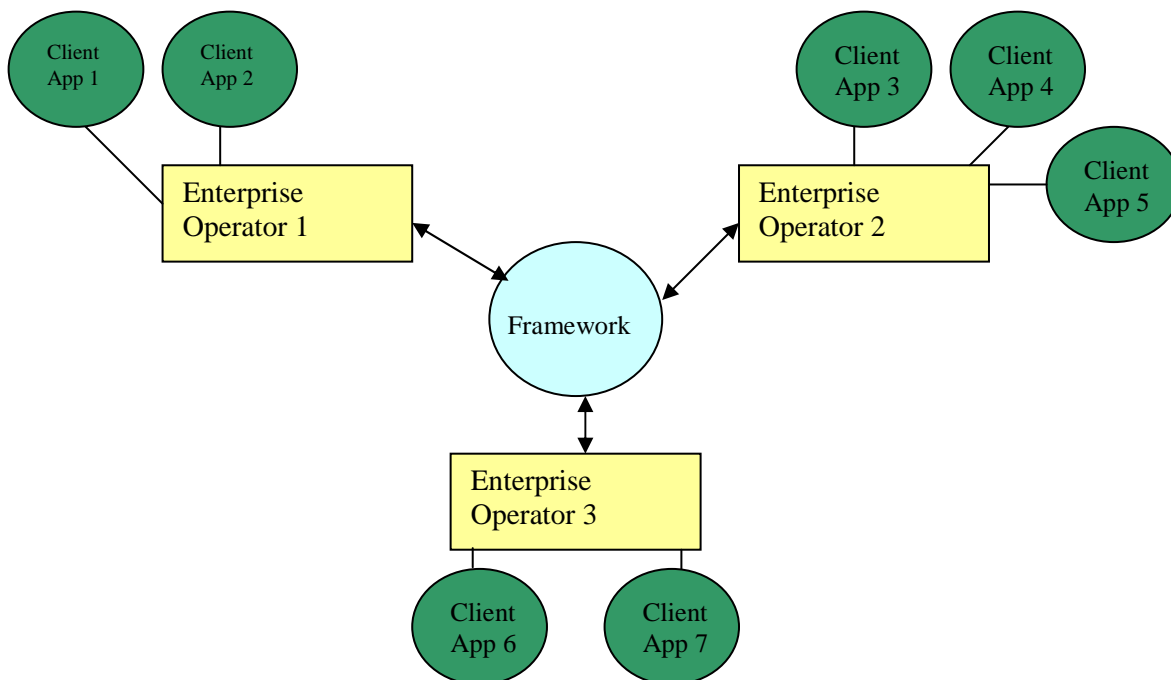 Client
App 1
Client
App 2
Client
App 3
Client
App 4
Client
App 5
Enterprise
Operator 1
Enterprise
Operator 2
Framework
Enterprise
Operator 3
Client
App 6
Client
App 7